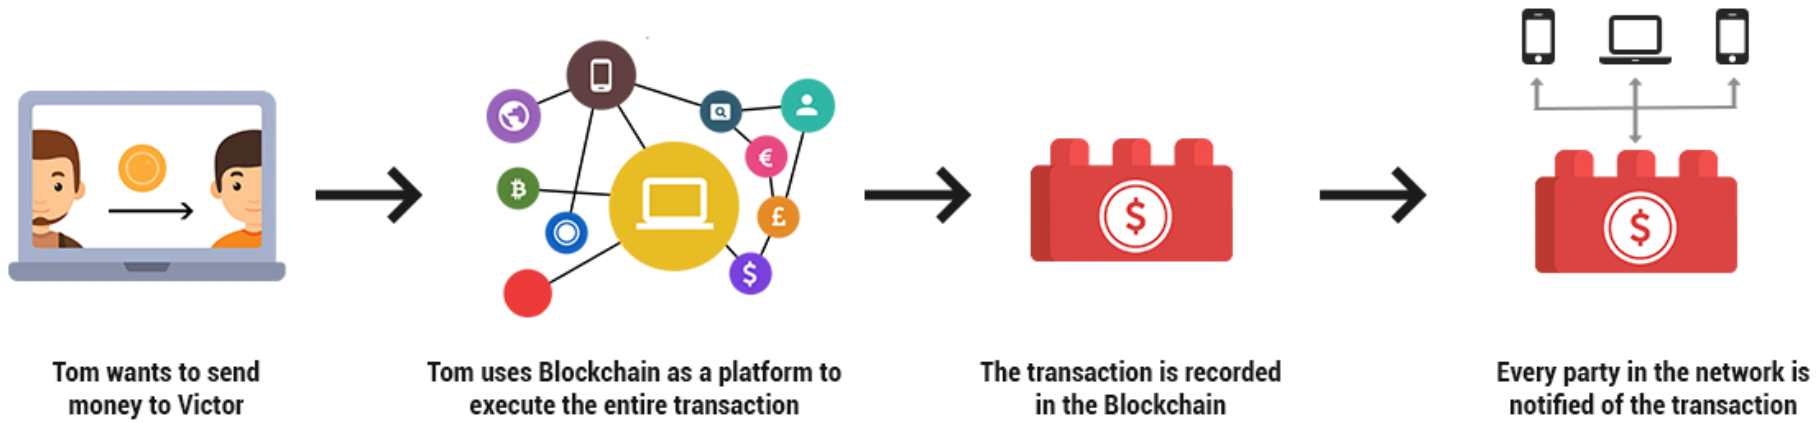 Tom wants to send
money to Victor
Tom uses Blockchain as a platform to
execute the entire transaction
The transaction is recorded
in the Blockchain
Every party in the network is
notified of the transaction
₿
€
£
$
$
$